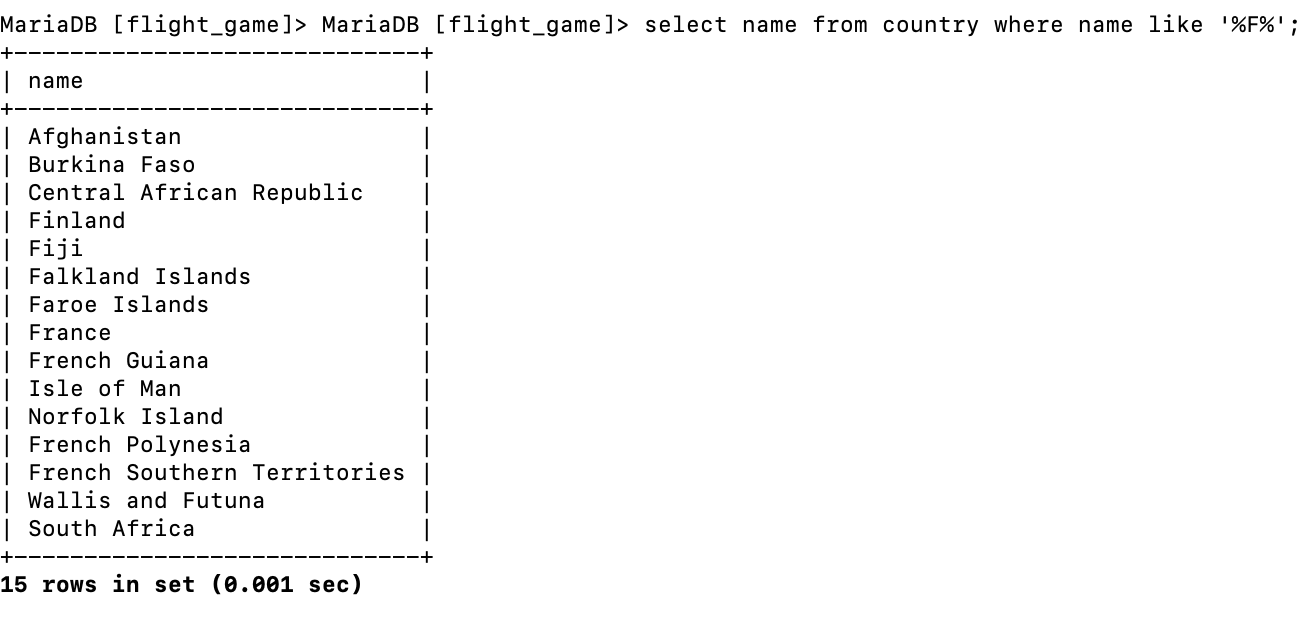 MariaDB [flight_game]> MariaDB [flight_game]> select name from country where name like '%F%';
+-----------------------------+
| name                        |
+-----------------------------+
| Afghanistan                 |
| Burkina Faso                |
| Central African Republic    |
| Finland                     |
| Fiji                        |
| Falkland Islands            |
| Faroe Islands               |
| France                      |
| French Guiana               |
| Isle of Man                 |
| Norfolk Island              |
| French Polynesia            |
| French Southern Territories |
| Wallis and Futuna           |
| South Africa                |
+-----------------------------+
15 rows in set (0.001 sec)